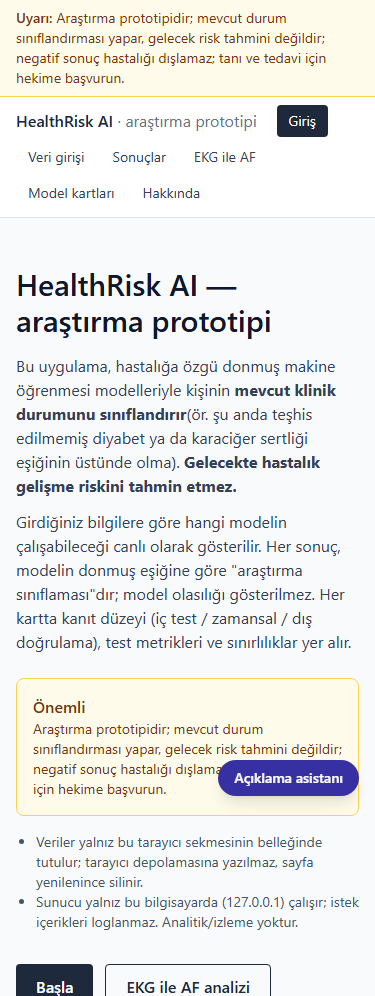 Uyarı: Araştırma prototipidir; mevcut durum
sınıflandırması yapar, gelecek risk tahmini değildir;
negatif sonuç hastalığı dışlamaz; tanı ve tedavi için
hekime başvurun.
HealthRisk AI · araştırma prototipi
Giriş
Veri girişi
Sonuçlar
EKG ile AF
Model kartları
Hakkında
HealthRisk AI —
araştırma prototipi
Bu uygulama, hastalığa özgü donmuş makine
öğrenmesi modelleriyle kişinin mevcut klinik
durumunu sınıflandırır(ör. şu anda teşhis
edilmemiş diyabet ya da karaciğer sertliği
eşiğinin üstünde olma). Gelecekte hastalık
gelişme riskini tahmin etmez.
Girdiğiniz bilgilere göre hangi modelin
çalışabileceği canlı olarak gösterilir. Her sonuç,
modelin donmuş eşiğine göre "araştırma
sınıflaması"dır; model olasılığı gösterilmez. Her
kartta kanıt düzeyi (iç test / zamansal / dış
doğrulama), test metrikleri ve sınırlılıklar yer alır.
Önemli
Araştırma prototipidir; mevcut durum
sınıflandırması yapar, gelecek risk tahmini değildir;
negatif sonuç hastalığı dışlama
için hekime başvurun.
Açıklama asistanı
Veriler yalnız bu tarayıcı sekmesinin belleğinde
tutulur; tarayıcı depolamasına yazılmaz, sayfa
yenilenince silinir.
Sunucu yalnız bu bilgisayarda (127.0.0.1) çalışır; istek
içerikleri loglanmaz. Analitik/izleme yoktur.
Başla
EKG ile AF analizi